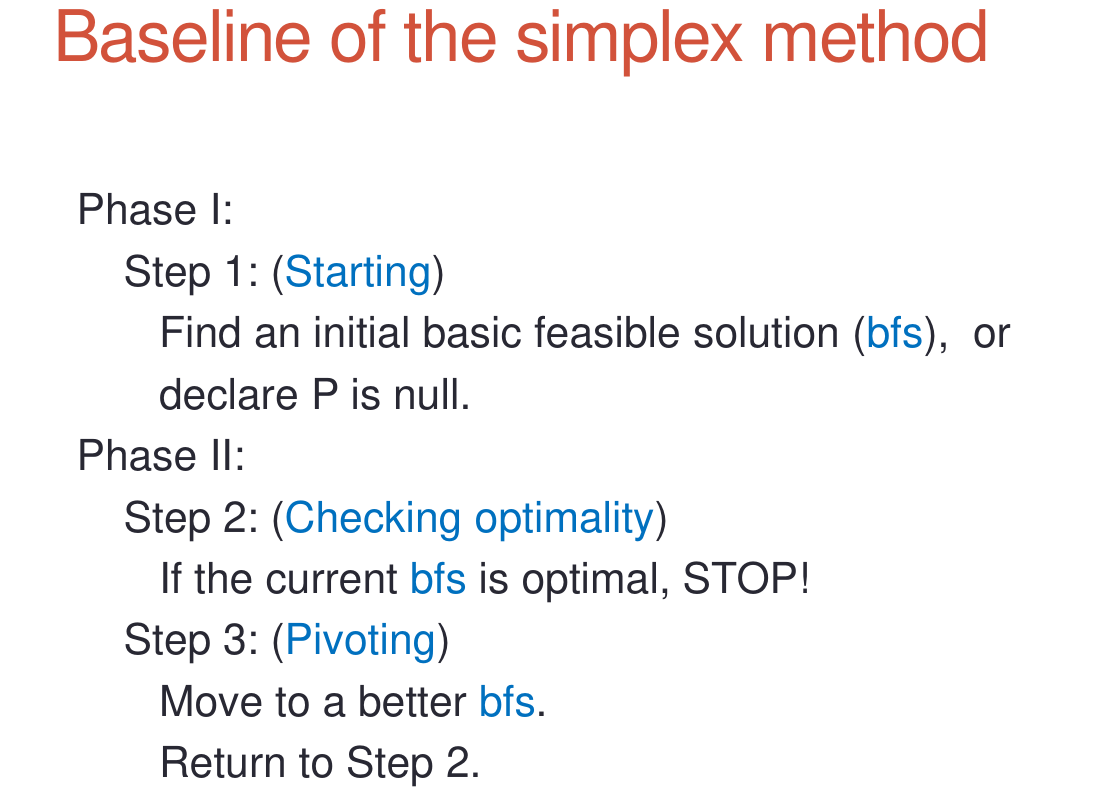 Baseline of the simplex method
Phase I:
Step 1: (Starting)
Find an initial basic feasible solution (bfs),  or
declare P is null.
Phase II:
Step 2: (Checking optimality)
If the current bfs is optimal, STOP!
Step 3: (Pivoting)
Move to a better bfs.
Return to Step 2.